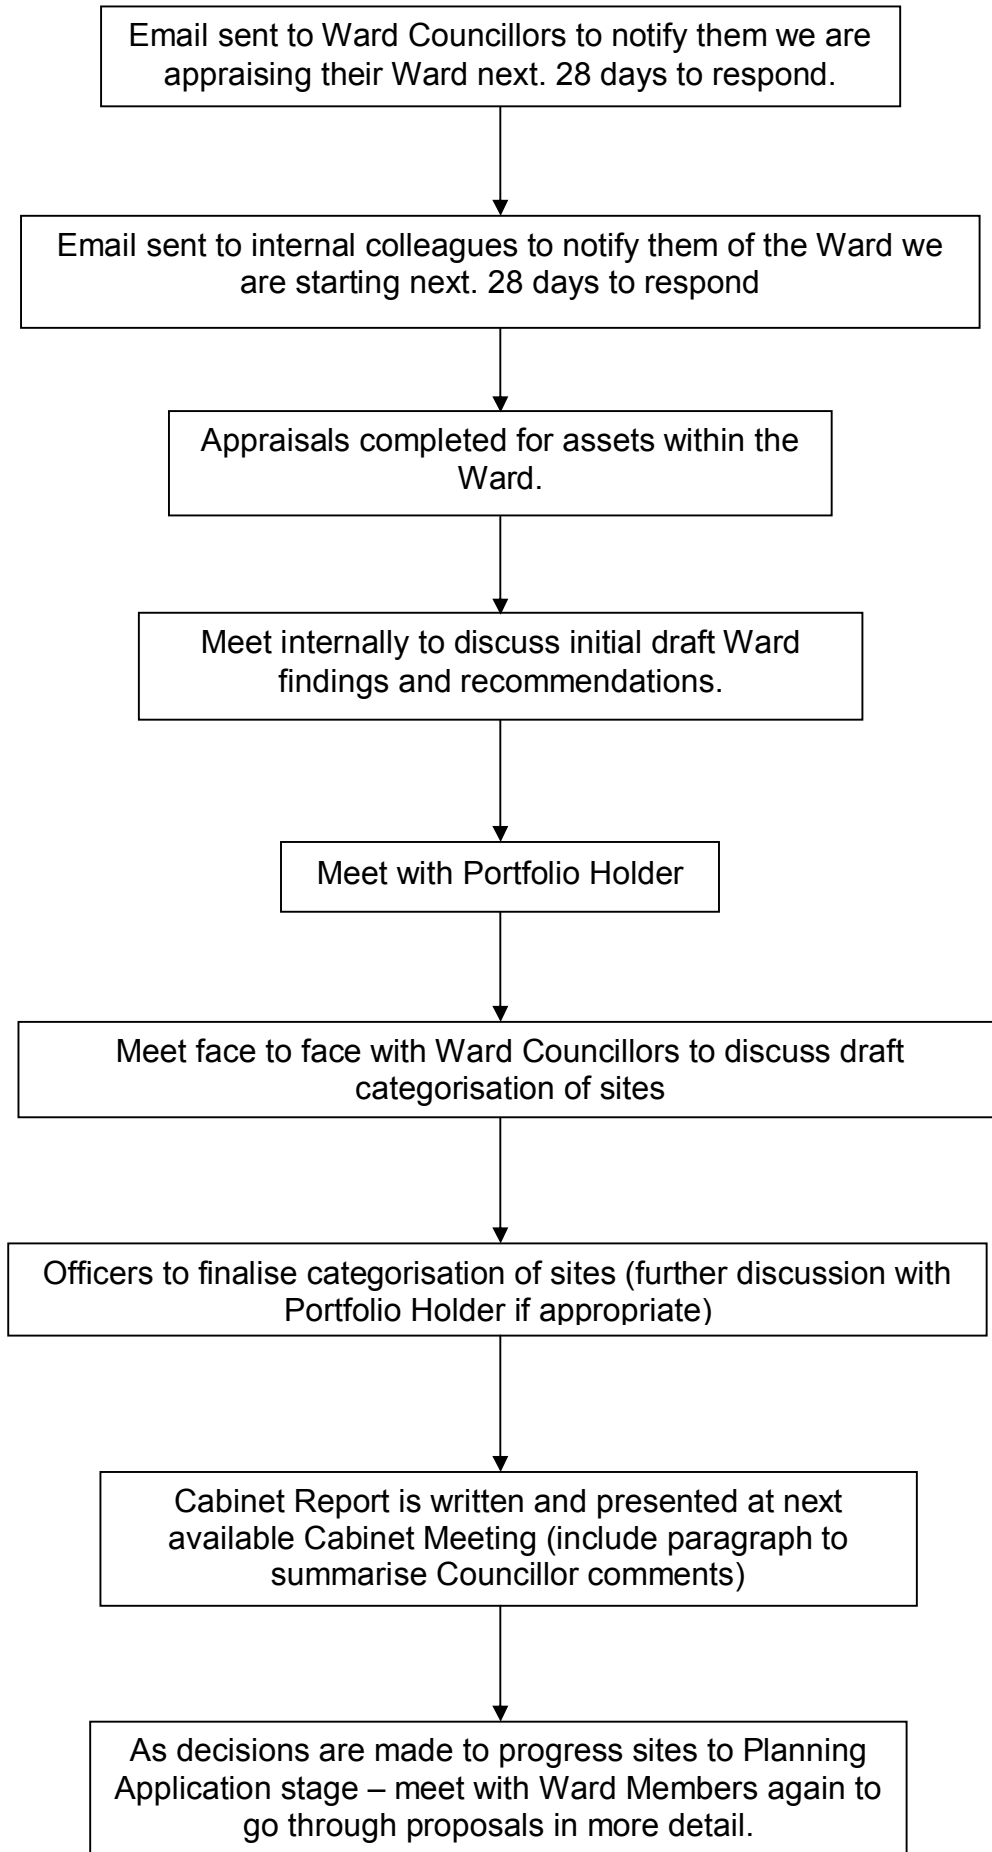 Email sent to Ward Councillors to notify them we are
appraising their Ward next. 28 days to respond.
Email sent to internal colleagues to notify them of the Ward we
are starting next. 28 days to respond
Appraisals completed for assets within the
Ward.
Meet internally to discuss initial draft Ward
findings and recommendations.
Meet with Portfolio Holder
Meet face to face with Ward Councillors to discuss draft
categorisation of sites
Officers to finalise categorisation of sites (further discussion with
Portfolio Holder if appropriate)
Cabinet Report is written and presented at next
available Cabinet Meeting (include paragraph to
summarise Councillor comments)
As decisions are made to progress sites to Planning
Application stage – meet with Ward Members again to
go through proposals in more detail.